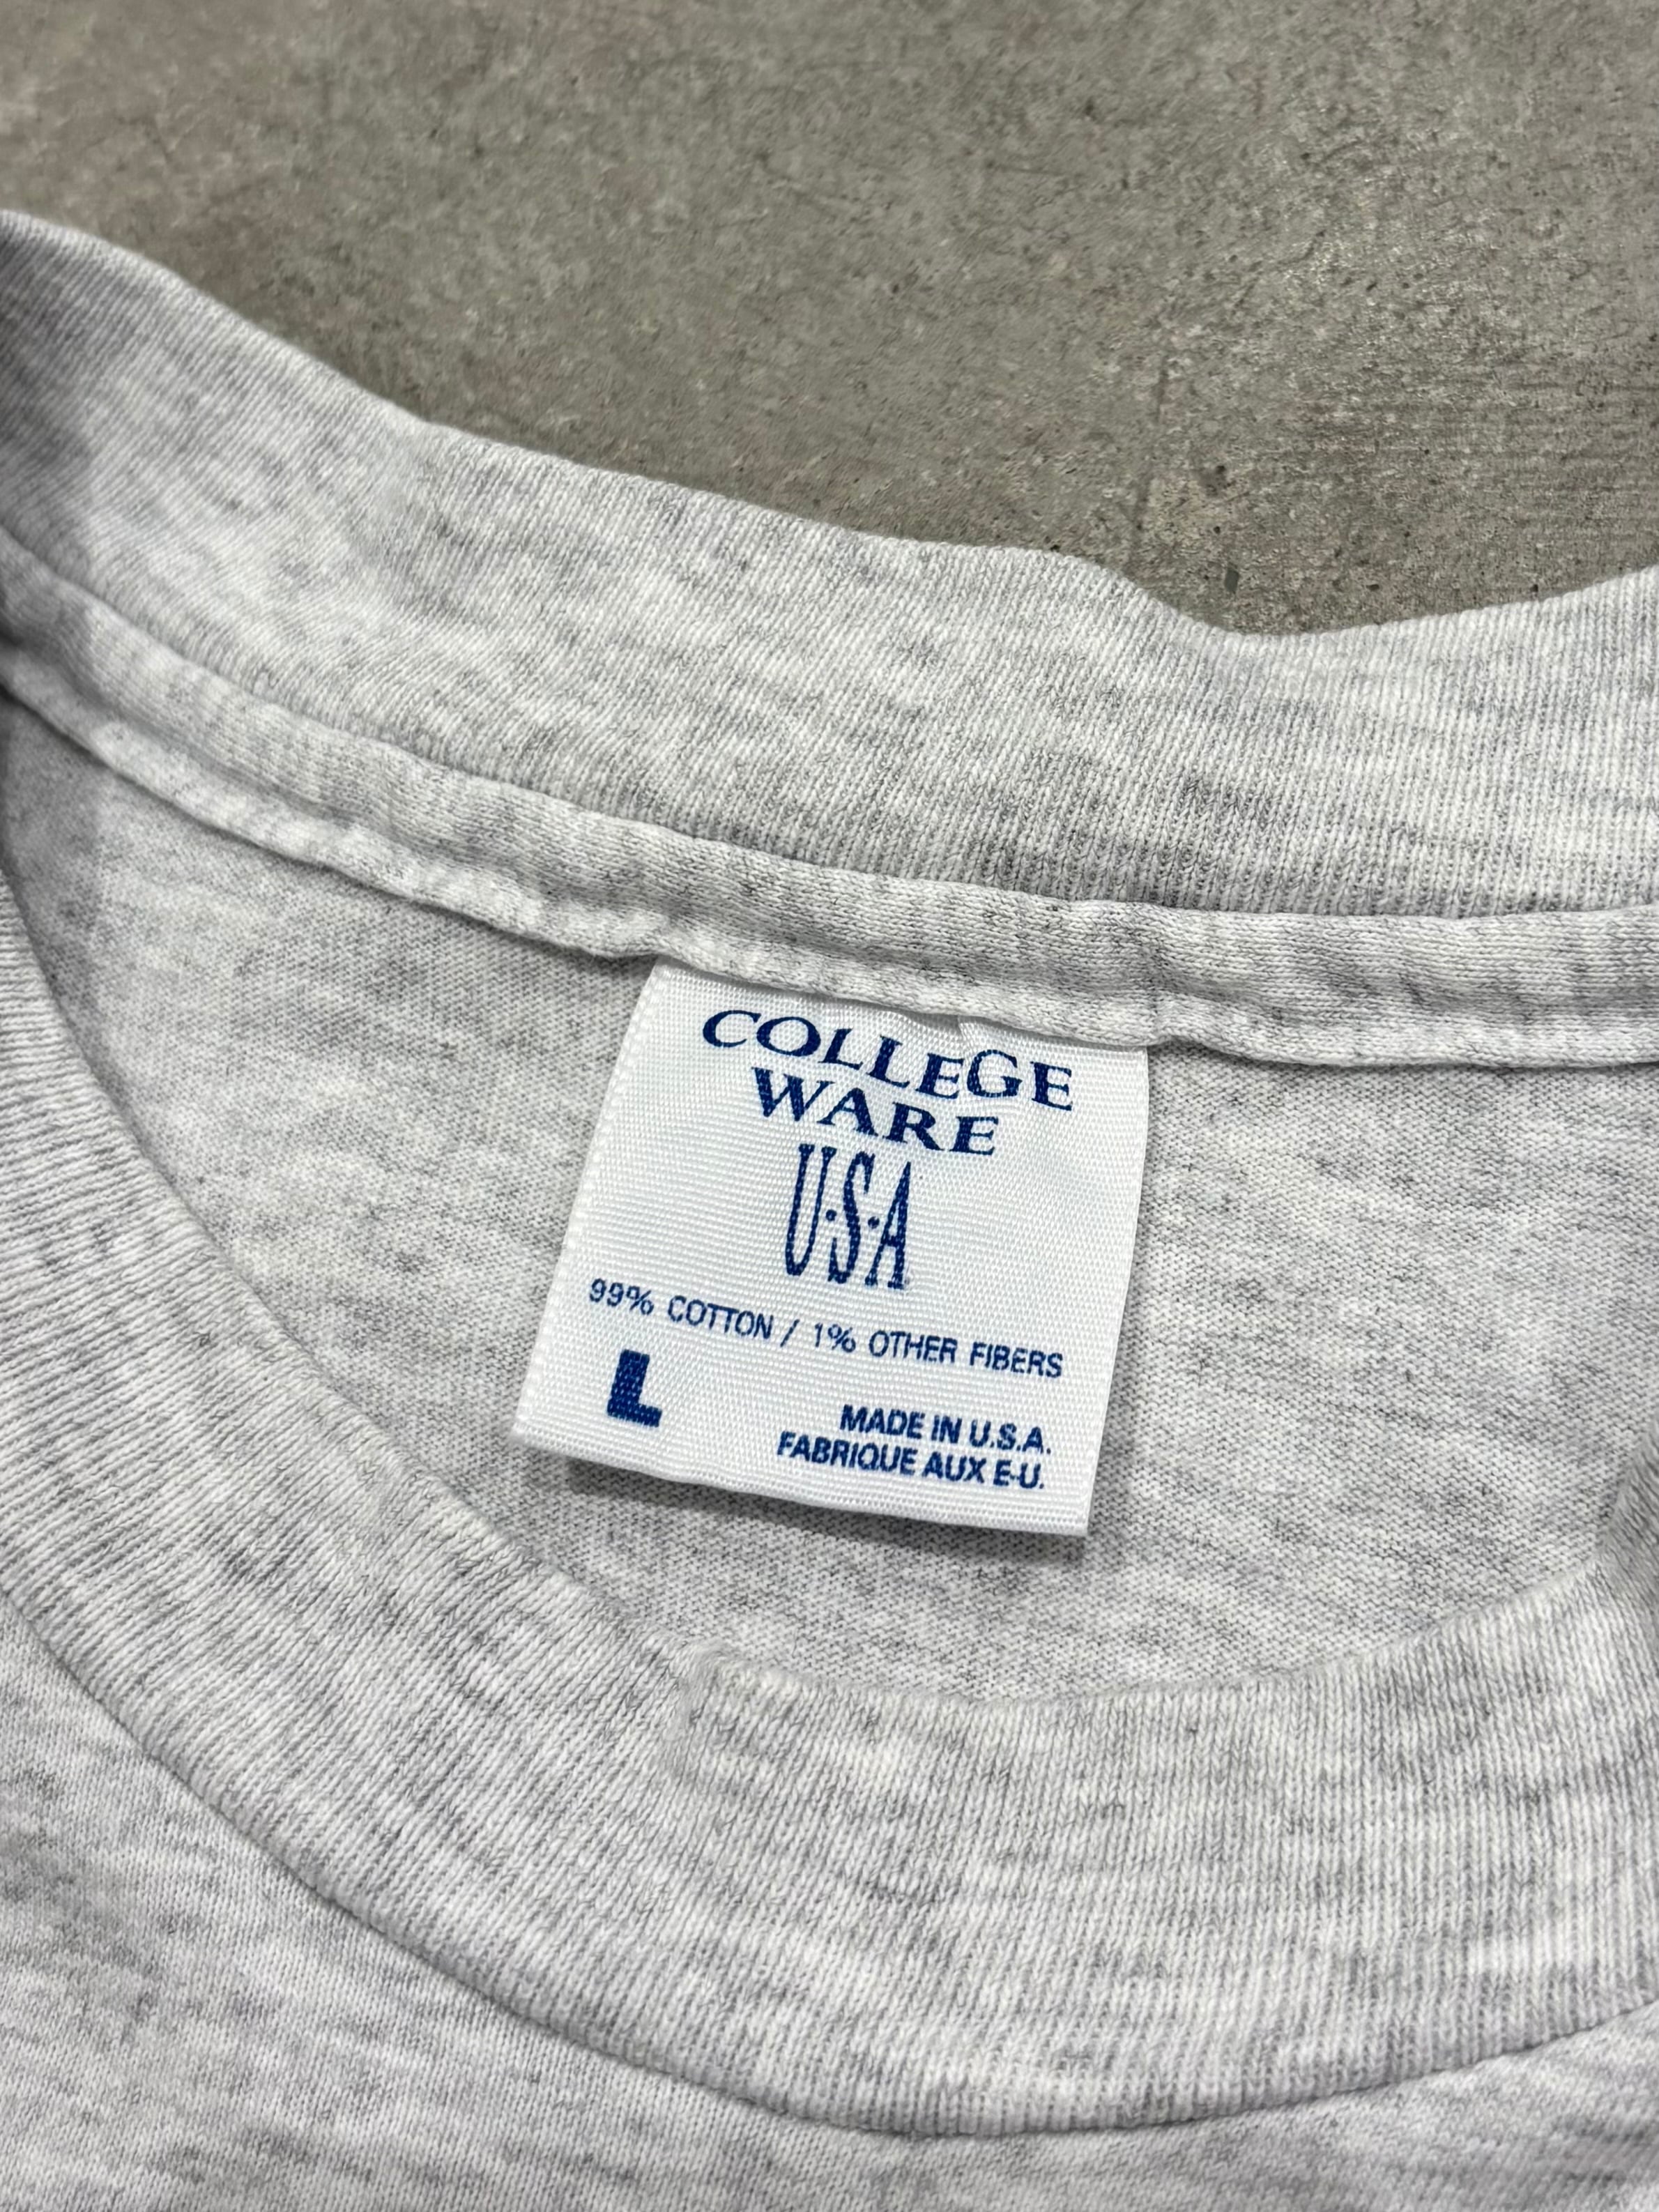 COLLEGE
WARE
U·S·A
99% COTTON / 1% OTHER FIBERS
L
MADE IN U.S.A.
FABRIQUE AUX E-U.